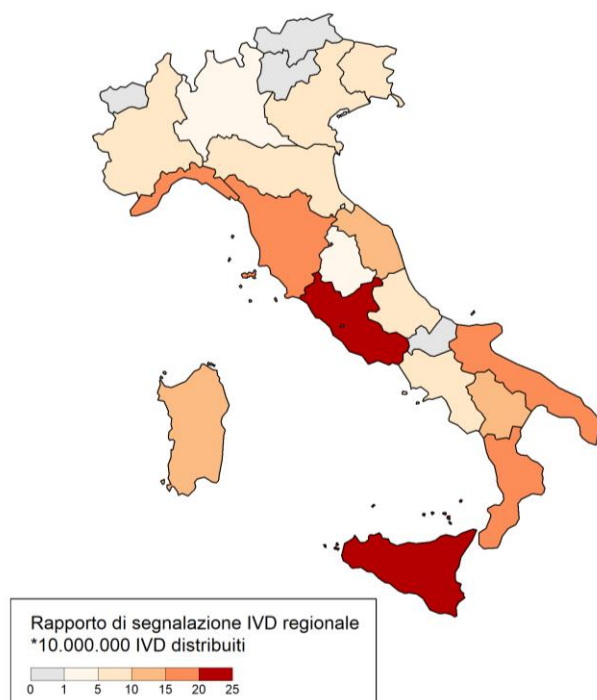 Rapporto di segnalazione IVD regionale
*10.000.000 IVD distribuiti
0 1 5 10 15 20 25